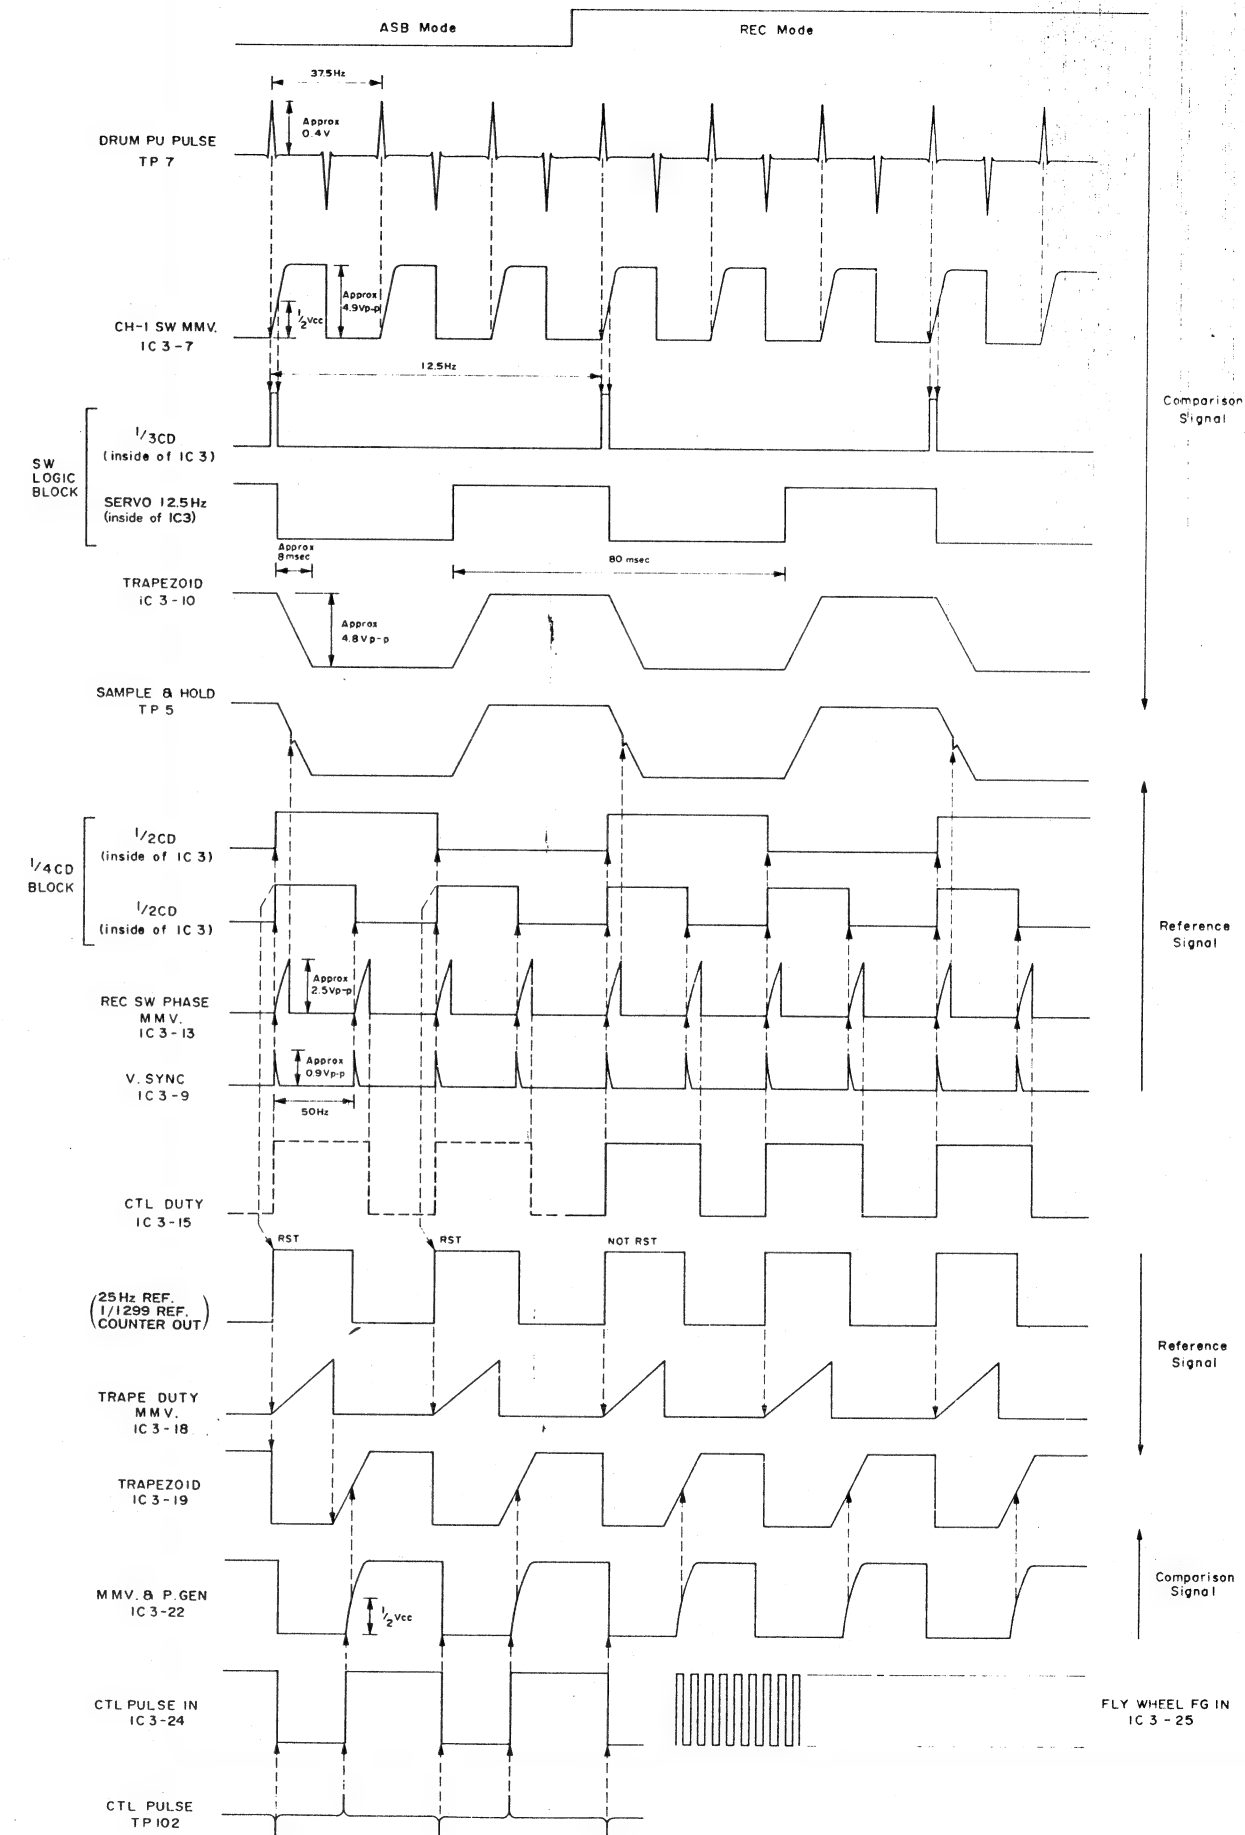 ASB Mode
REC Mode
37.5Hz
Approx
0.4V
DRUM PU PULSE
TP 7
Approx
4.9Vp-p
1/2Vcc
CH-1 SW MMV.
IC 3-7
12.5Hz
Comparison
Signal
SW
LOGIC
BLOCK
1/3CD
(inside of IC 3)
SERVO 12.5Hz
(inside of IC3)
Approx
8msec
80 msec
TRAPEZOID
IC 3-10
Approx
4.8Vp-p
SAMPLE & HOLD
TP 5
1/4CD
BLOCK
1/2CD
(inside of IC 3)
1/2CD
(inside of IC 3)
Reference
Signal
REC SW PHASE
MMV.
IC3-13
Approx
2.5Vp-p
V. SYNC
IC 3-9
Approx
0.9Vp-p
50Hz
CTL DUTY
IC 3-15
RST
RST
NOT RST
(25Hz REF.
1/1299 REF.
COUNTER OUT)
Reference
Signal
TRAPE DUTY
MMV.
IC3-18
TRAPEZOID
IC 3-19
MMV. & P.GEN
IC 3-22
1/2Vcc
Comparison
Signal
CTL PULSE IN
IC 3-24
FLY WHEEL FG IN
IC 3 - 25
CTL PULSE
TP 102